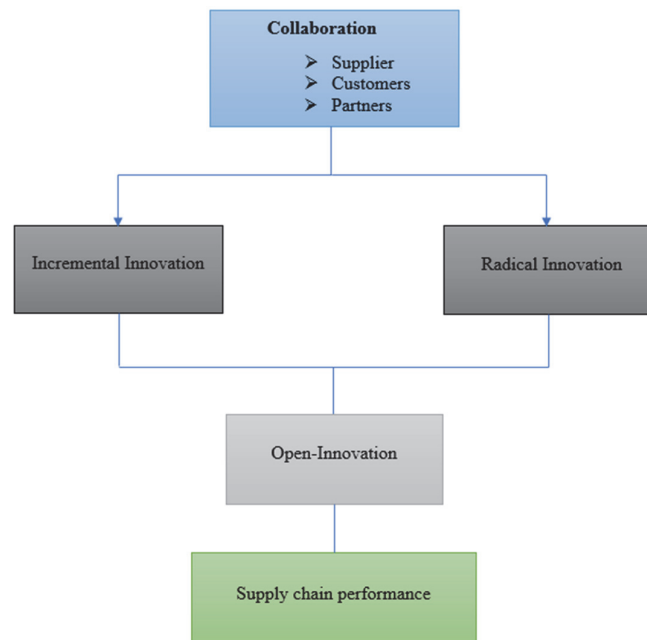 Collaboration
➢ Supplier
➢ Customers
➢ Partners
Incremental Innovation
Radical Innovation
Open-Innovation
Supply chain performance